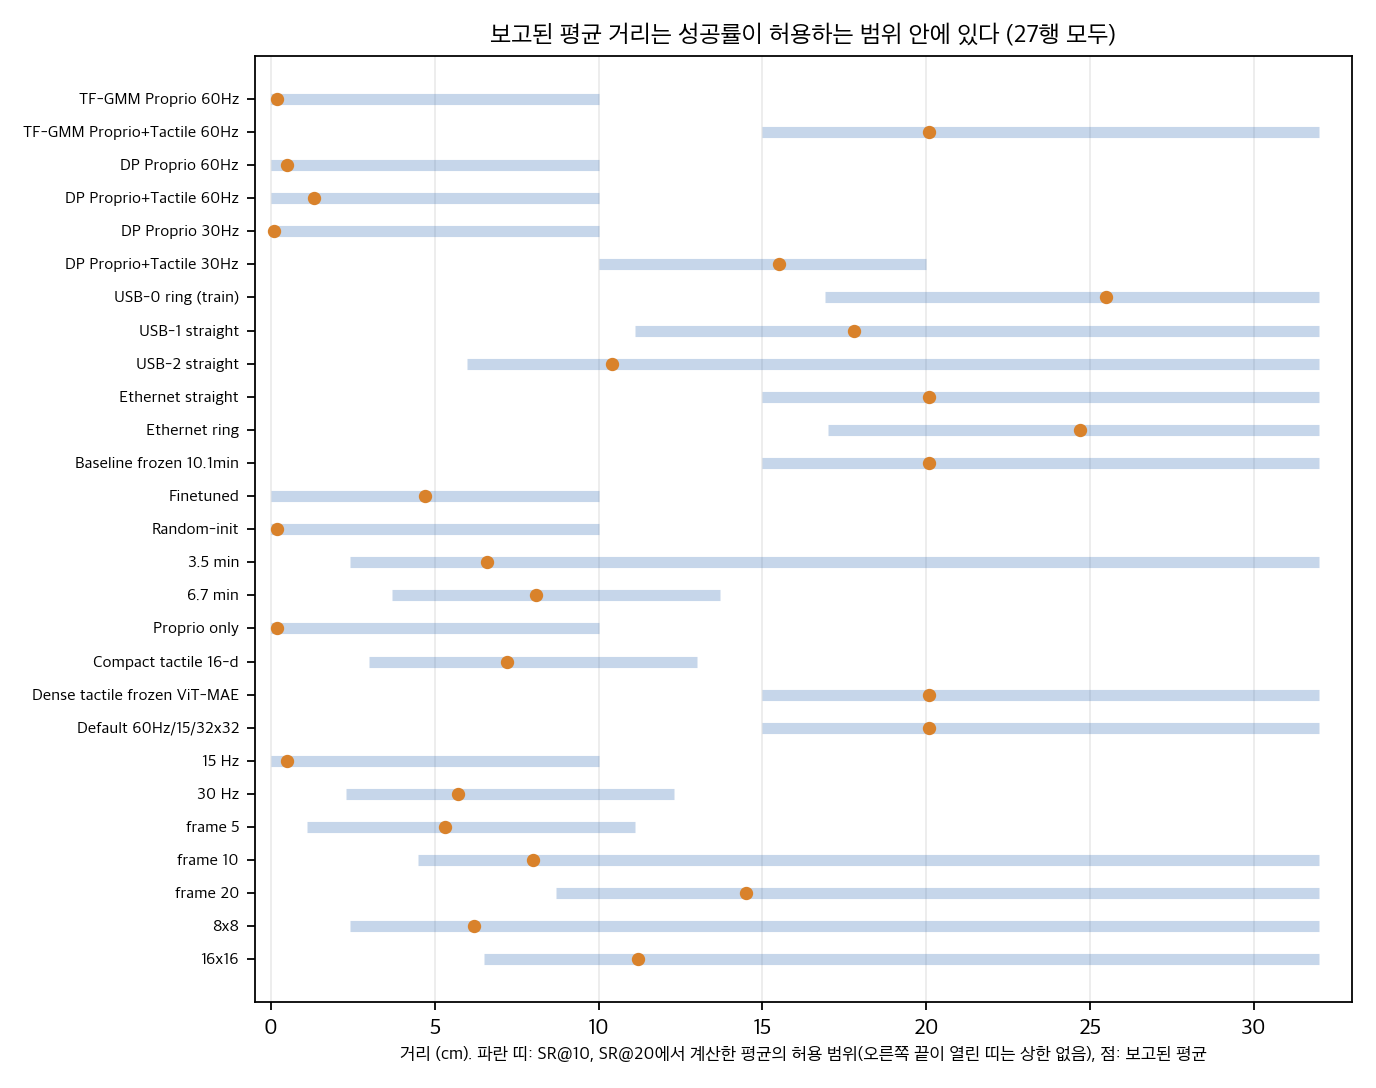 보고된 평균 거리는 성공률이 허용하는 범위 안에 있다 (27행 모두)
TF-GMM Proprio 60Hz
TF-GMM Proprio+Tactile 60Hz
DP Proprio 60Hz
DP Proprio+Tactile 60Hz
DP Proprio 30Hz
DP Proprio+Tactile 30Hz
USB-0 ring (train)
USB-1 straight
USB-2 straight
Ethernet straight
Ethernet ring
Baseline frozen 10.1min
Finetuned
Random-init
3.5 min
6.7 min
Proprio only
Compact tactile 16-d
Dense tactile frozen ViT-MAE
Default 60Hz/15/32x32
15 Hz
30 Hz
frame 5
frame 10
frame 20
8x8
16x16
0 5 10 15 20 25 30
거리 (cm). 파란 띠: SR@10, SR@20에서 계산한 평균의 허용 범위(오른쪽 끝이 열린 띠는 상한 없음), 점: 보고된 평균